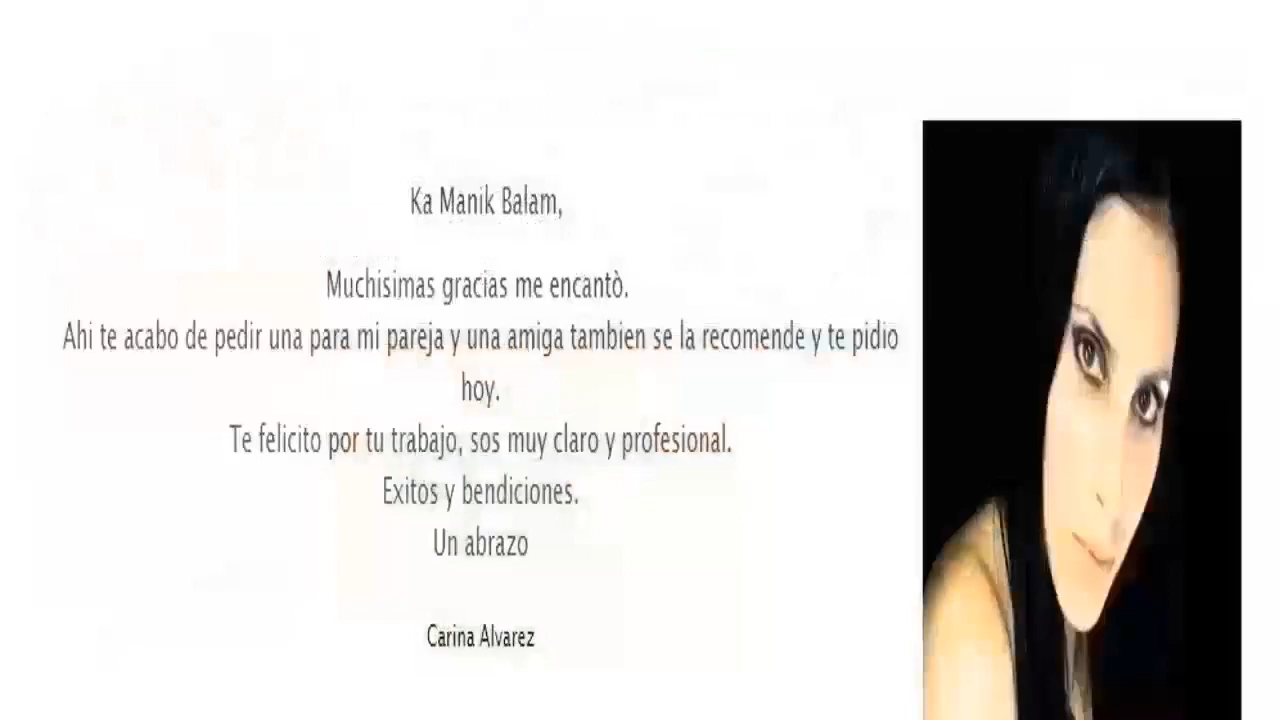 Ka Manik Balam,
Muchisimas gracias me encantò.
Ahi te acabo de pedir una para mi pareja y una amiga tambien se la recomende y te pidio
hoy.
Te felicito por tu trabajo, sos muy claro y profesional.
Exitos y bendiciones.
Un abrazo
Carina Alvarez